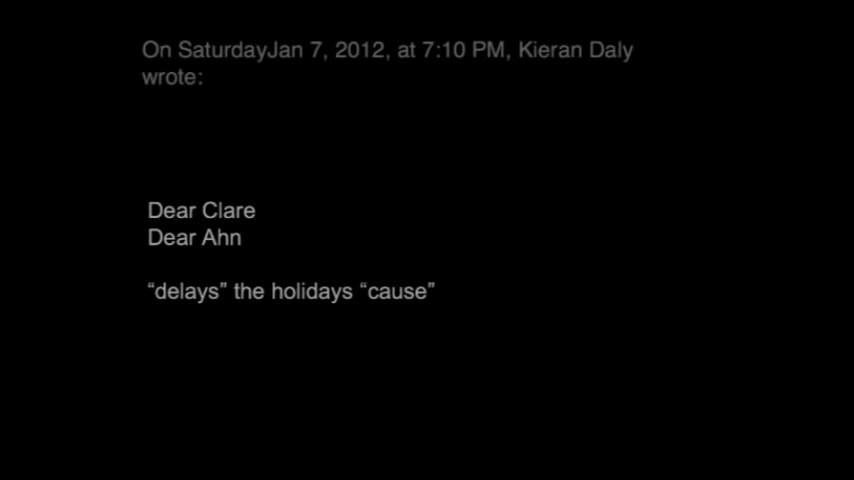 On SaturdayJan 7, 2012, at 7:10 PM, Kieran Daly
wrote:
Dear Clare
Dear Ahn
“delays” the holidays “cause”